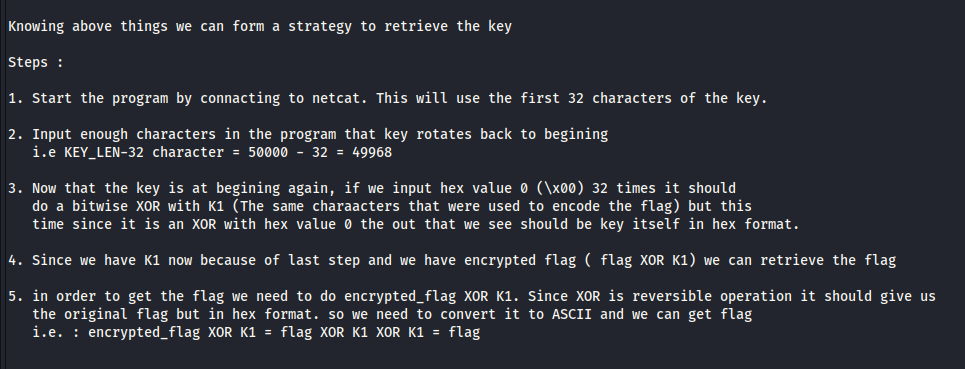 Knowing above things we can form a strategy to retrieve the key
Steps :
1. Start the program by connacting to netcat. This will use the first 32 characters of the key.
2. Input enough characters in the program that key rotates back to begining
i.e KEY_LEN-32 character = 50000 - 32 = 49968
3. Now that the key is at begining again, if we input hex value 0 (\x00) 32 times it should
do a bitwise XOR with K1 (The same charaacters that were used to encode the flag) but this
time since it is an XOR with hex value 0 the out that we see should be key itself in hex format.
4. Since we have K1 now because of last step and we have encrypted flag ( flag XOR K1) we can retrieve the flag
5. in order to get the flag we need to do encrypted_flag XOR K1. Since XOR is reversible operation it should give us
the original flag but in hex format. so we need to convert it to ASCII and we can get flag
i.e. : encrypted_flag XOR K1 = flag XOR K1 XOR K1 = flag